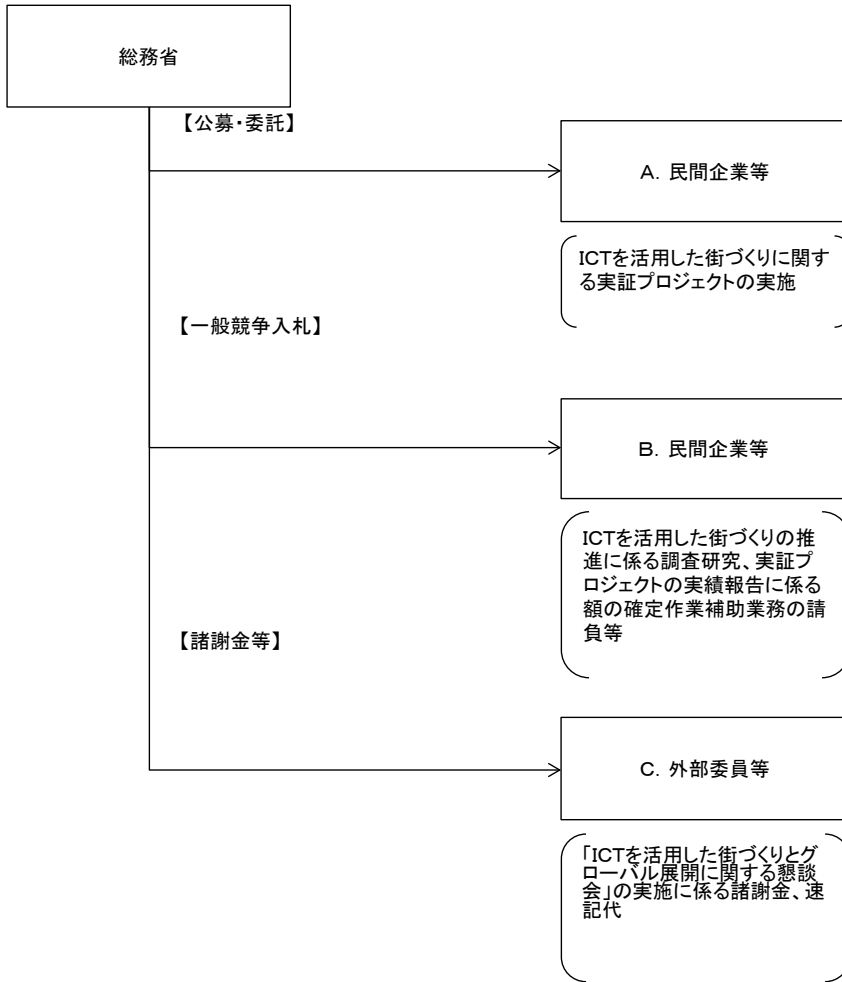 総務省
【公募・委託】
A．民間企業等
ICTを活用した街づくりに関す
る実証プロジェクトの実施
【一般競争入札】
B．民間企業等
ICTを活用した街づくりの推
進に係る調査研究、実証プ
ロジェクトの実績報告に係る
額の確定作業補助業務の請
負等
【諸謝金等】
C．外部委員等
「ICTを活用した街づくりとグ
ローバル展開に関する懇談
会」の実施に係る諸謝金、速
記代